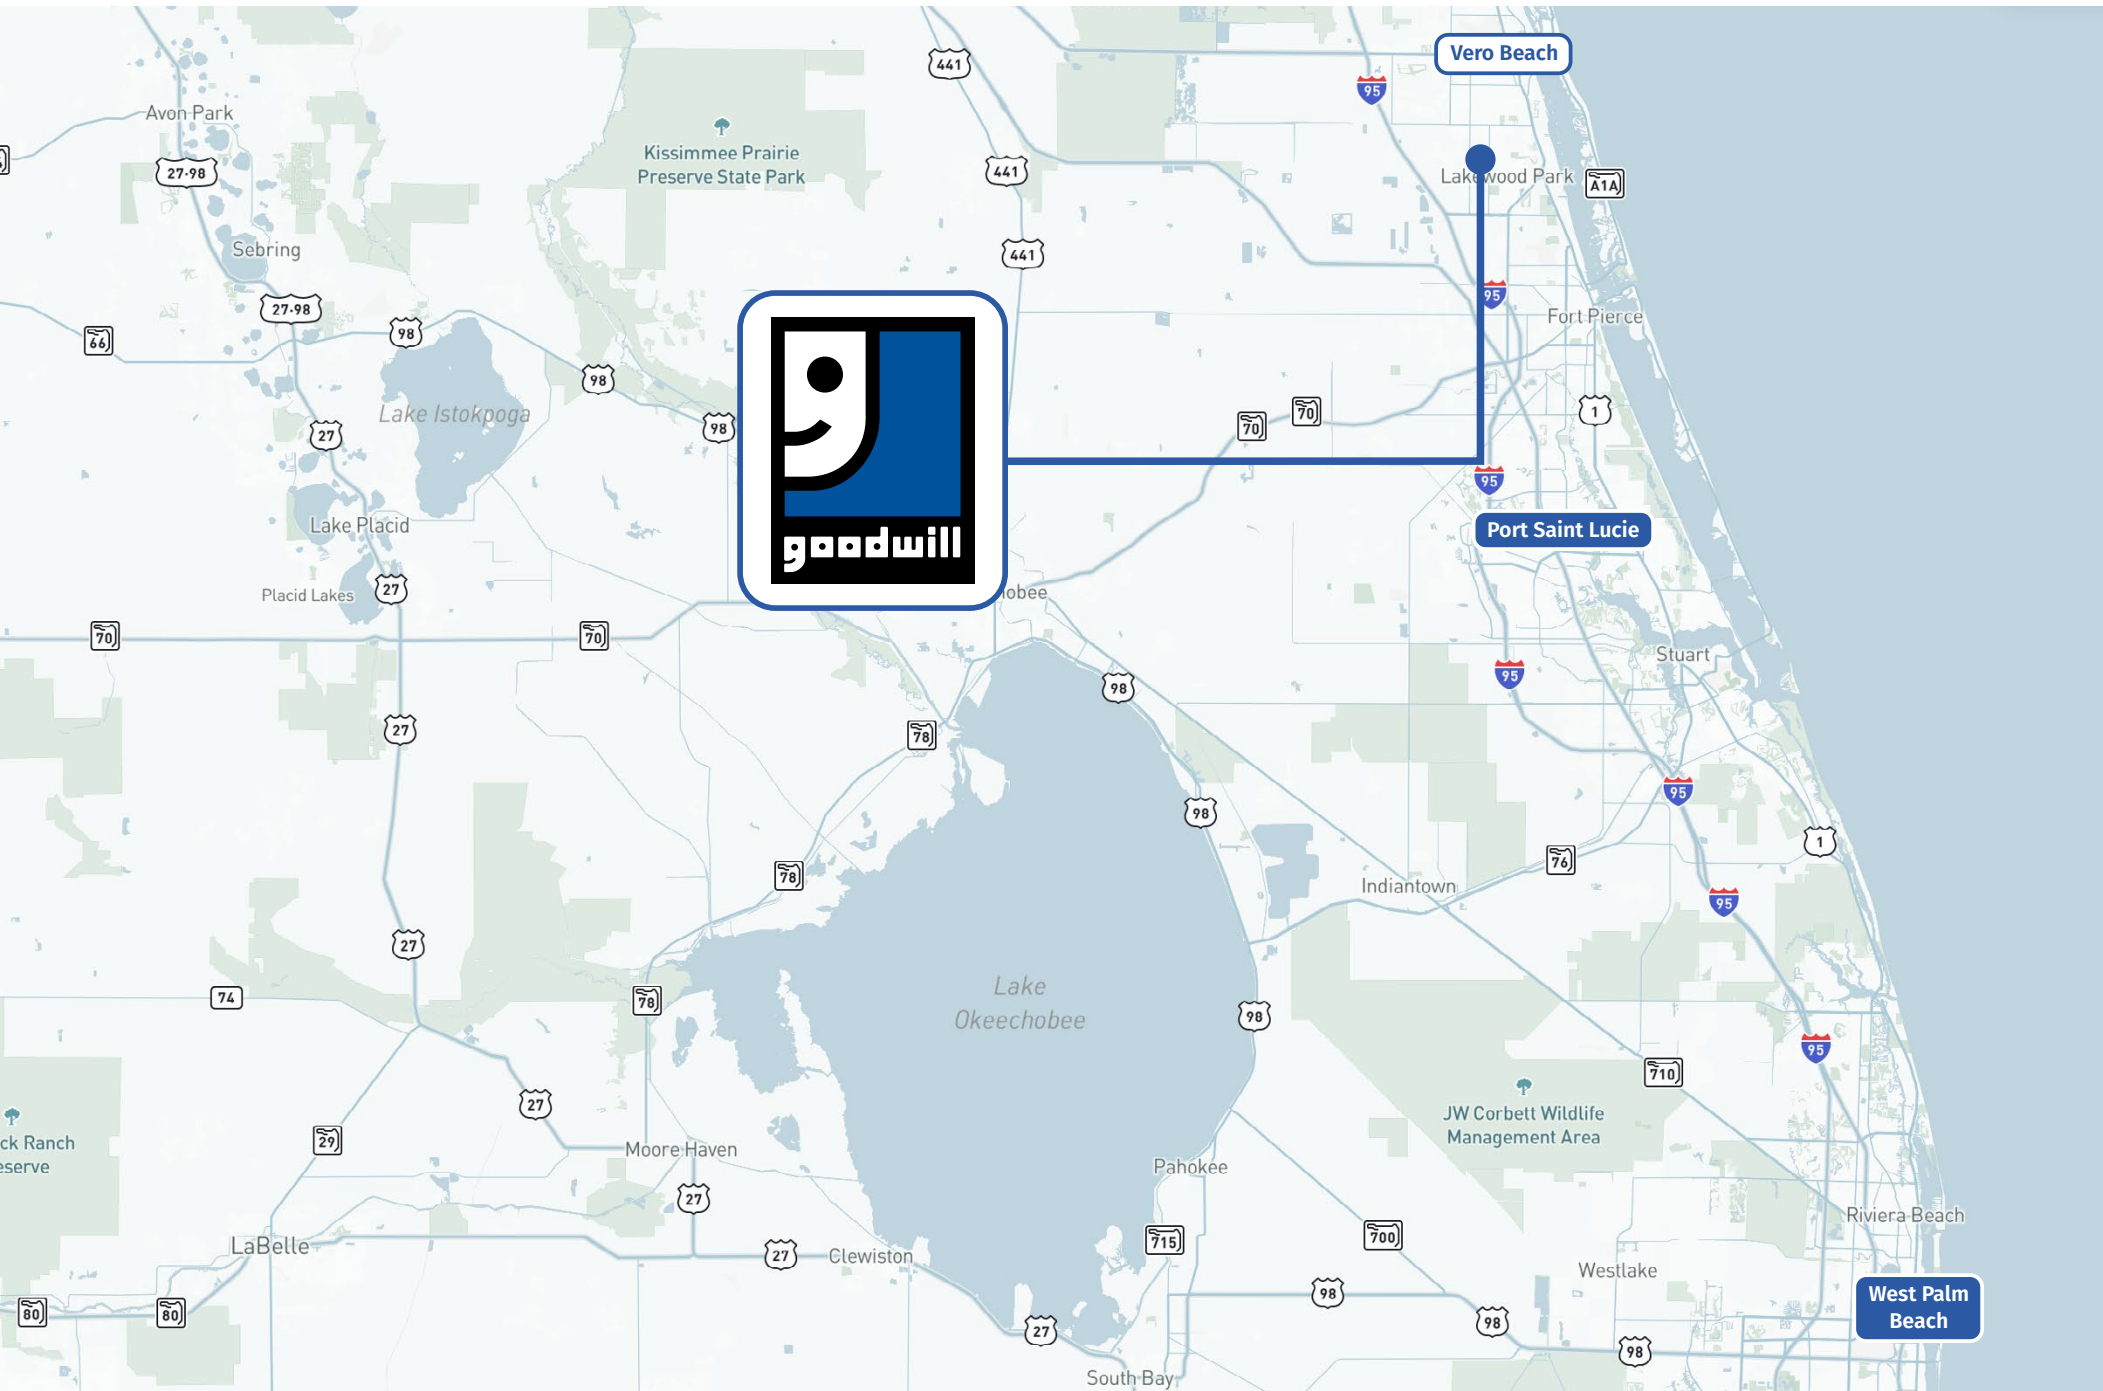 Vero Beach
441
95
Avon Park
Kissimmee Prairie
Preserve State Park
27-98
441
Lakewood Park
A1A
Sebring
441
95
27-98
Fort Pierce
66
98
98
Lake Istokpoga
98
27
70
70
1
95
Lake Placid
Port Saint Lucie
goodwill
27
Placid Lakes
obee
70
70
Stuart
95
98
27
78
95
98
1
76
78
Indiantown
95
27
Lake
Okeechobee
74
78
98
95
710
27
JW Corbett Wildlife
Management Area
29
ck Ranch
eserve
Moore Haven
Pahokee
27
Riviera Beach
LaBelle
715
700
27
Clewiston
Westlake
98
West Palm
Beach
80
80
98
27
98
South Bay